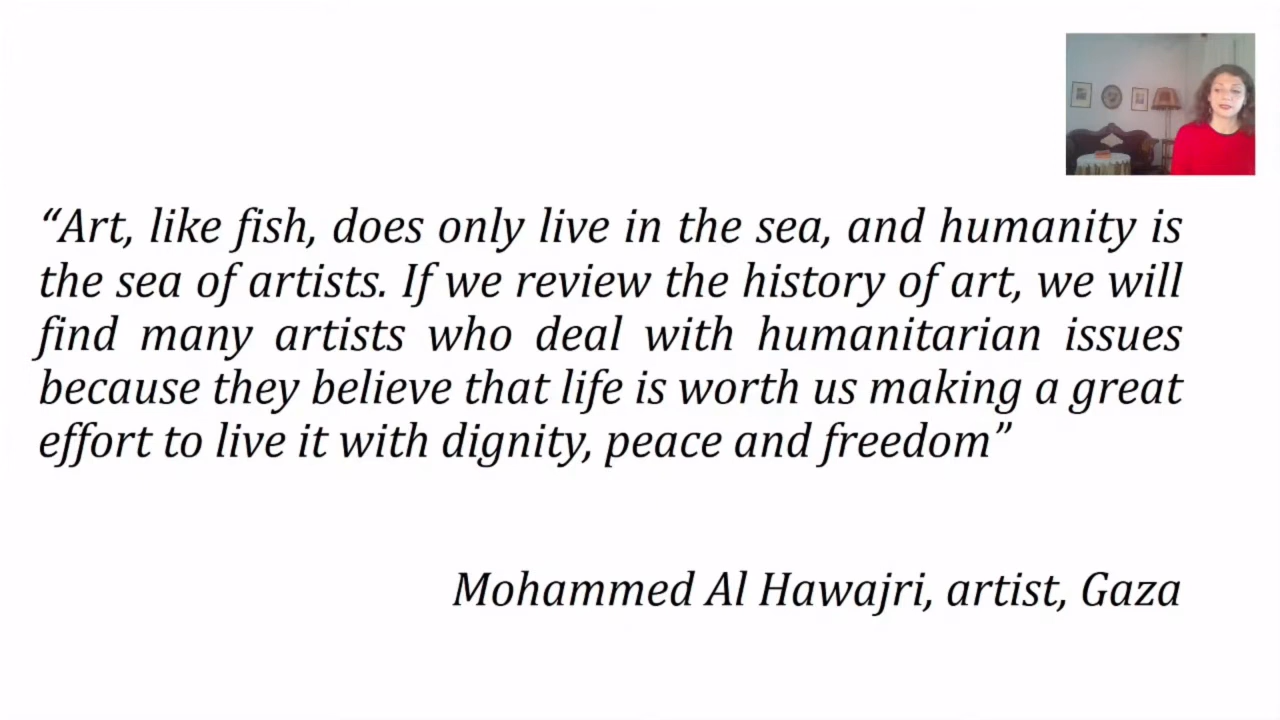 “Art, like fish, does only live in the sea, and humanity is
the sea of artists. If we review the history of art, we will
find many artists who deal with humanitarian issues
because they believe that life is worth us making a great
effort to live it with dignity, peace and freedom”
Mohammed Al Hawajri, artist, Gaza